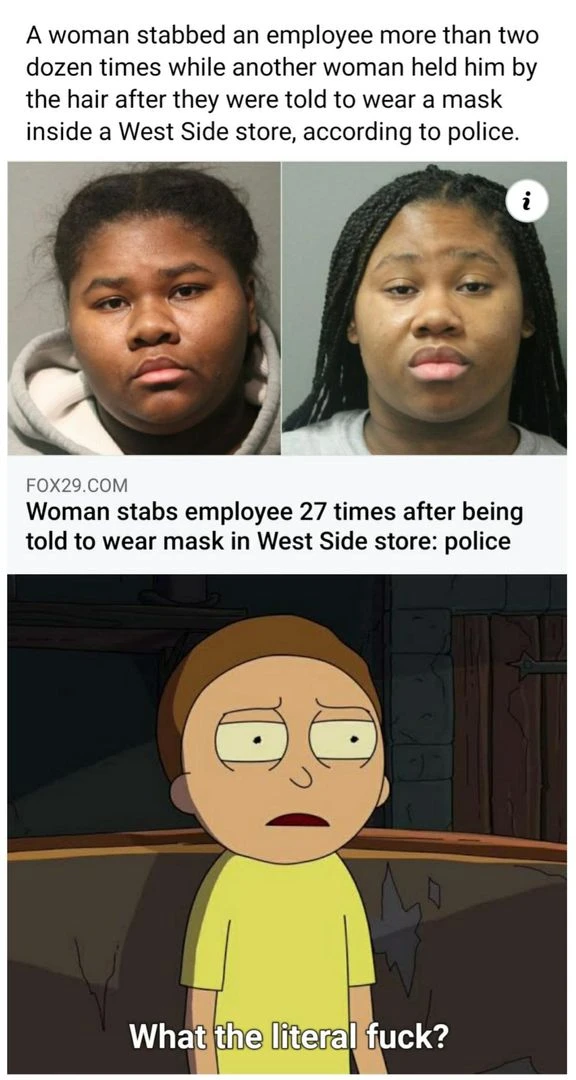 A woman stabbed an employee more than two
dozen times while another woman held him by
the hair after they were told to wear a mask
inside a West Side store, according to police.
i
FOX29.COM
Woman stabs employee 27 times after being
told to wear mask in West Side store: police
What the literal fuck?